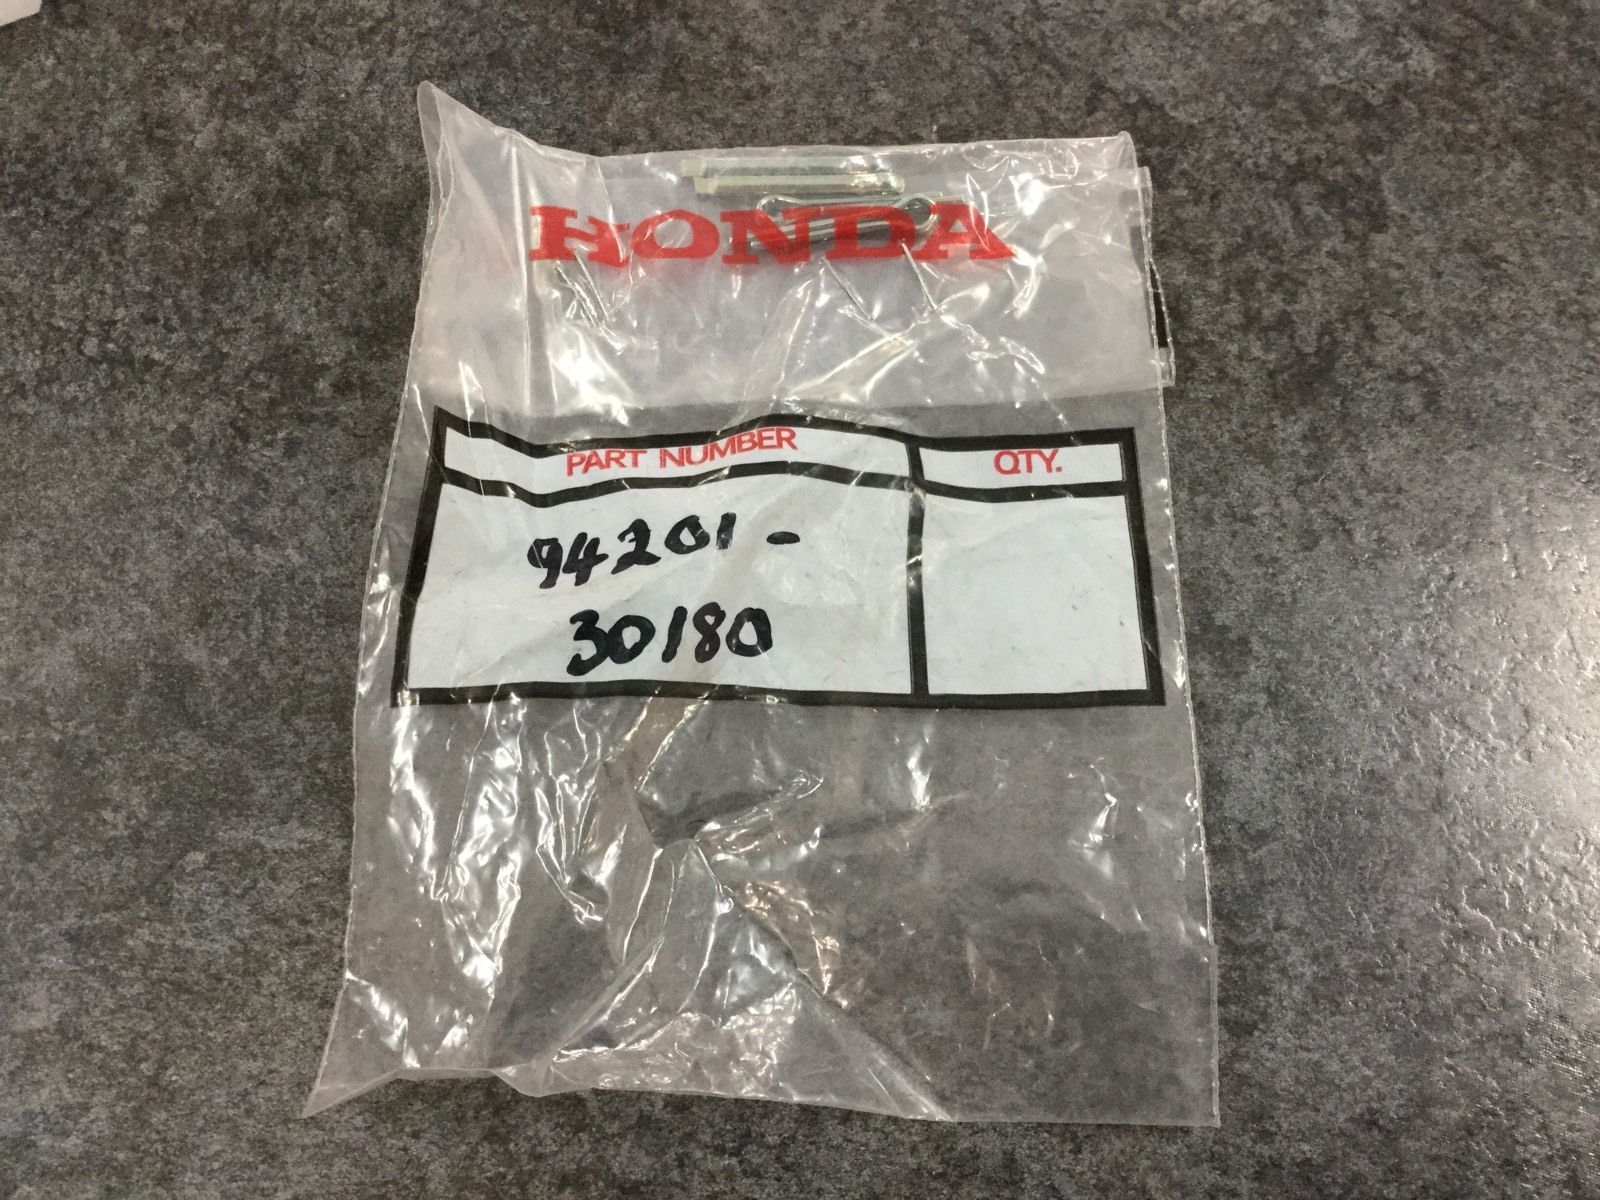 HONDA
PART NUMBER QTY.
94201-
30180